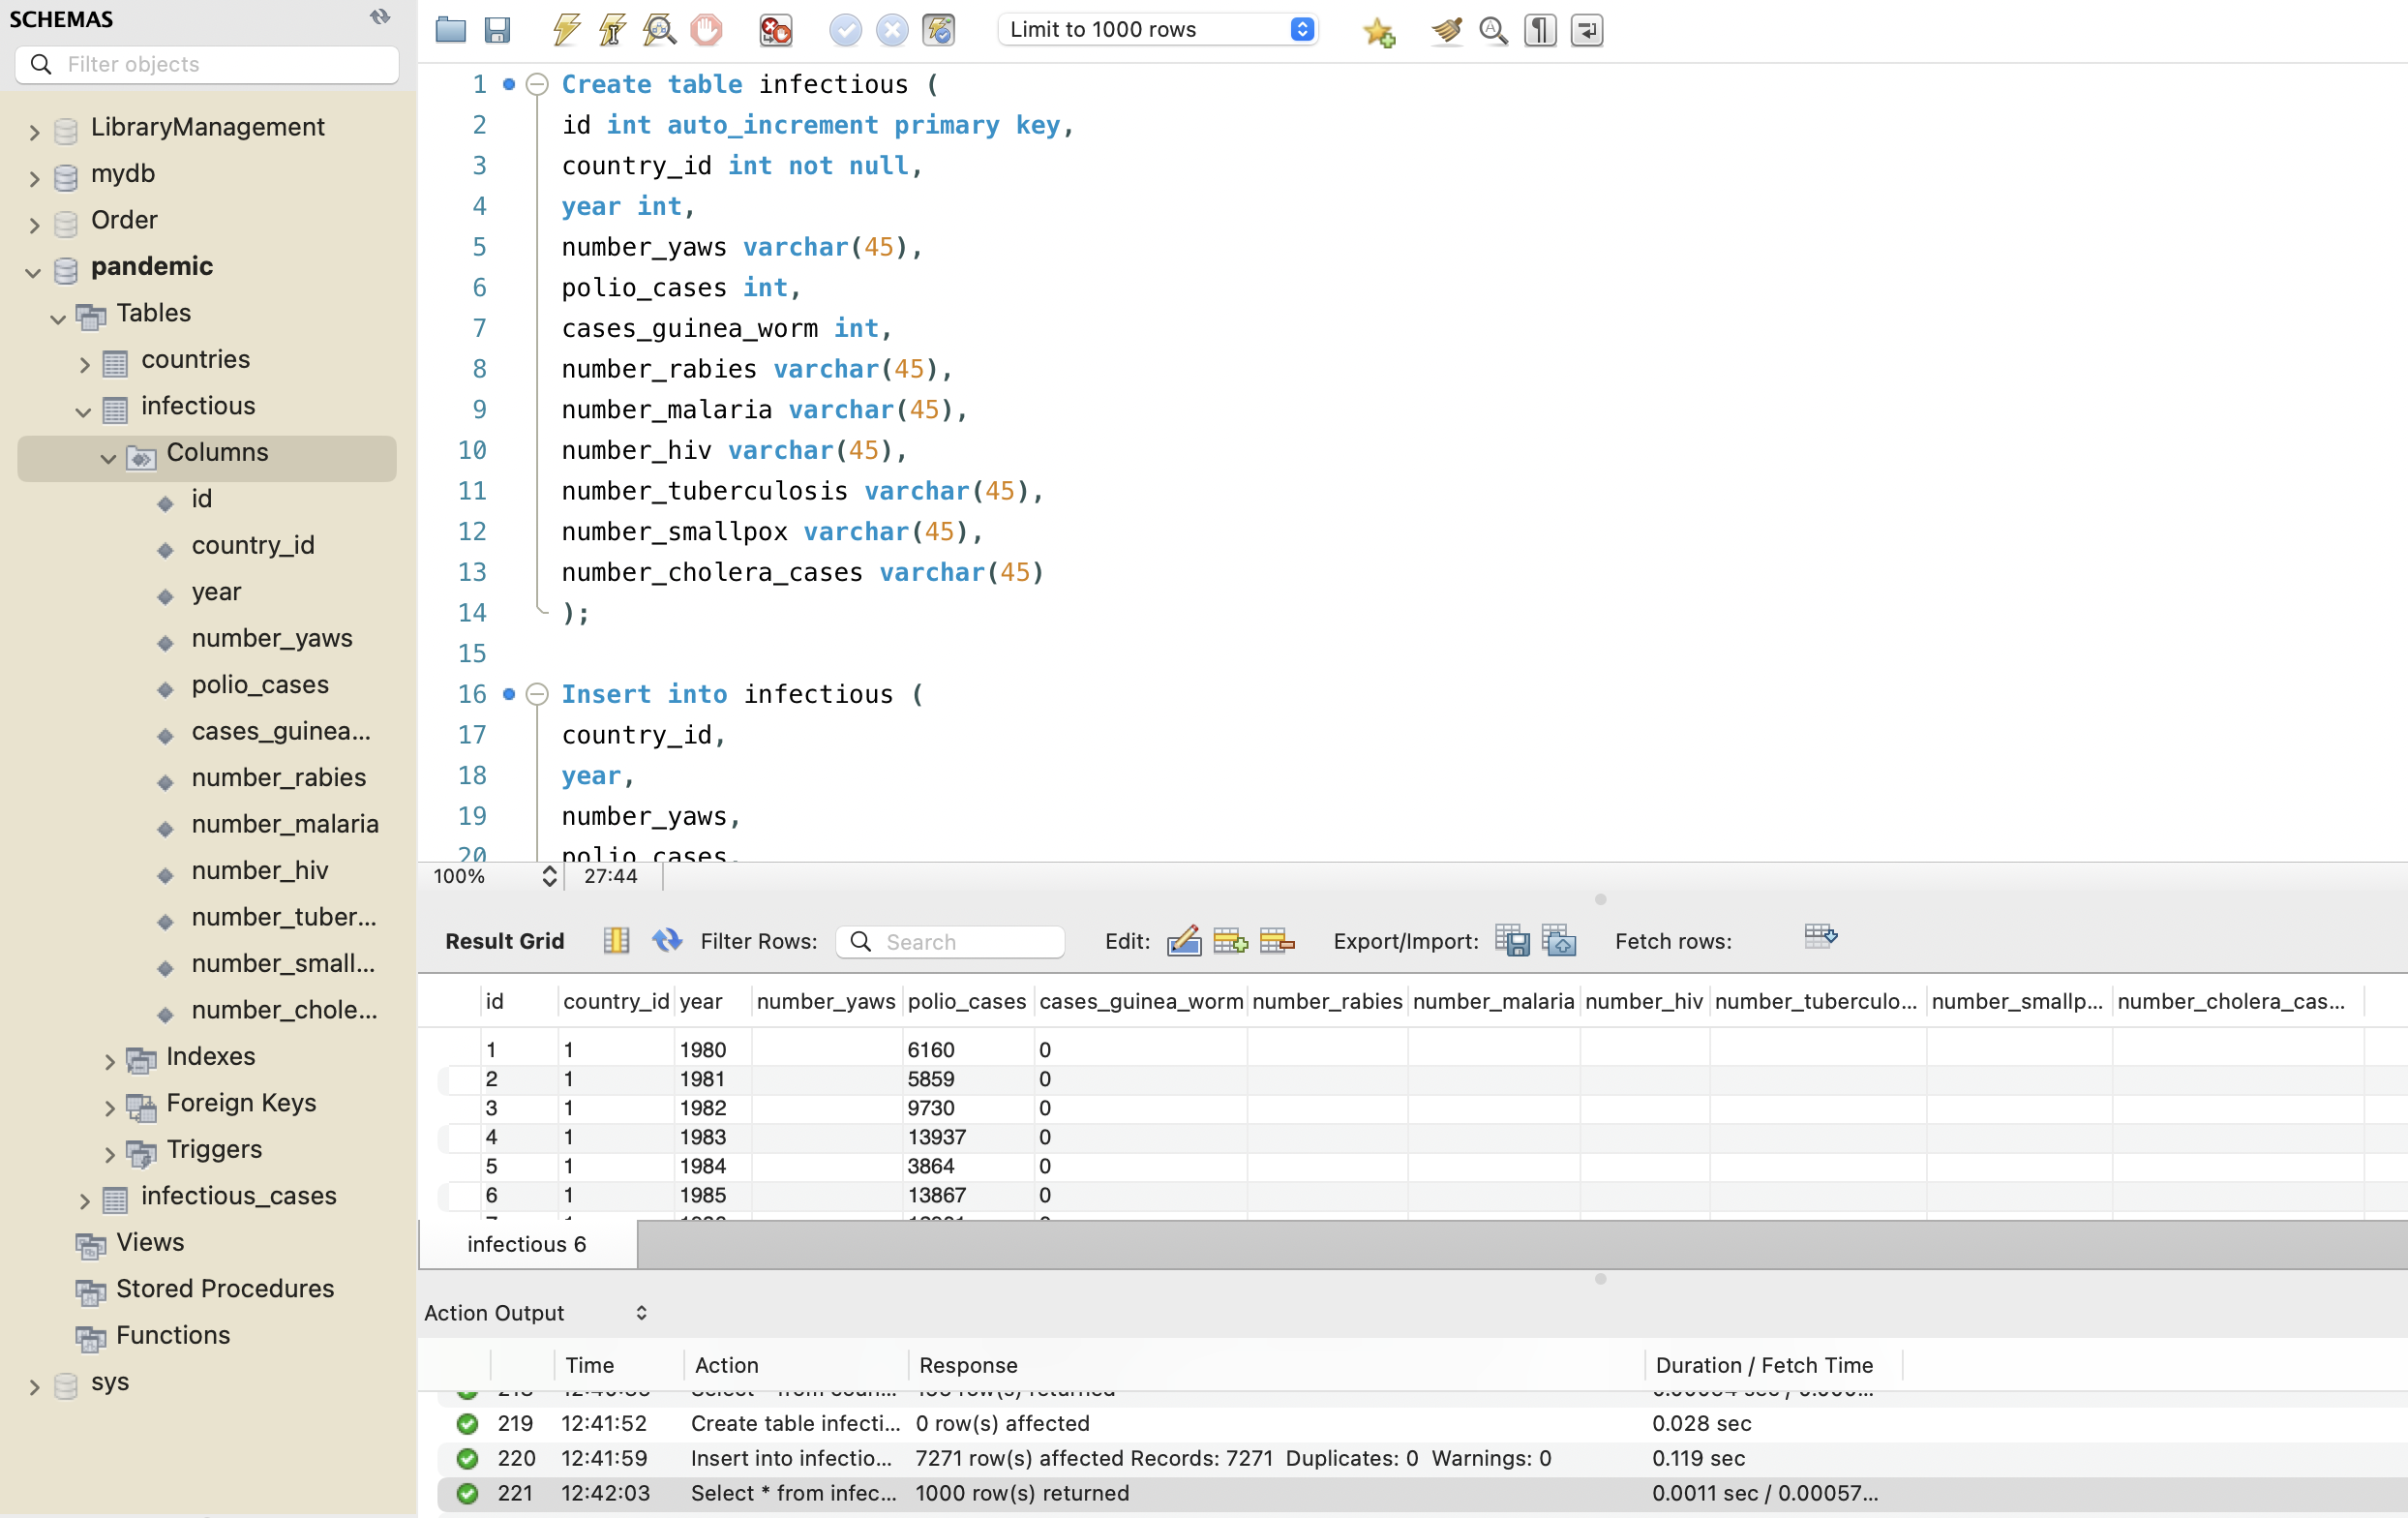 SCHEMAS
Filter objects
LibraryManagement
mydb
Order
pandemic
Tables
countries
infectious
Columns
id
country_id
year
number_yaws
polio_cases
cases_guinea...
number_rabies
number_malaria
number_hiv
number_tuber...
number_small...
number_chole...
Indexes
Foreign Keys
Triggers
infectious_cases
Views
Stored Procedures
Functions
sys
Limit to 1000 rows
1 Create table infectious (
2 id int auto_increment primary key,
3 country_id int not null,
4 year int,
5 number_yaws varchar(45),
6 polio_cases int,
7 cases_guinea_worm int,
8 number_rabies varchar(45),
9 number_malaria varchar(45),
10 number_hiv varchar(45),
11 number_tuberculosis varchar(45),
12 number_smallpox varchar(45),
13 number_cholera_cases varchar(45)
14 );
15
16 Insert into infectious (
17 country_id,
18 year,
19 number_yaws,
20 polio_cases,
100% 27:44
Result Grid Filter Rows: Search Edit: Export/Import: Fetch rows:
id country_id year number_yaws polio_cases cases_guinea_worm number_rabies number_malaria number_hiv number_tuberculo... number_smallp... number_cholera_cas...
1 1 1980 6160 0
2 1 1981 5859 0
3 1 1982 9730 0
4 1 1983 13937 0
5 1 1984 3864 0
6 1 1985 13867 0
infectious 6
Action Output
Time Action Response Duration / Fetch Time
219 12:41:52 Create table infecti... 0 row(s) affected 0.028 sec
220 12:41:59 Insert into infectio... 7271 row(s) affected Records: 7271 Duplicates: 0 Warnings: 0 0.119 sec
221 12:42:03 Select * from infec... 1000 row(s) returned 0.0011 sec / 0.00057...